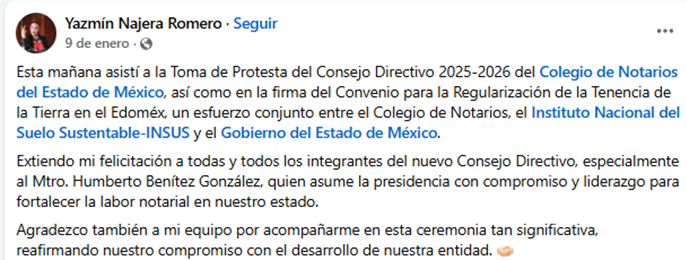 Yazmín Najera Romero · Seguir
9 de enero ·
Esta mañana asistí a la Toma de Protesta del Consejo Directivo 2025-2026 del Colegio de Notarios
del Estado de México, así como en la firma del Convenio para la Regularización de la Tenencia de
la Tierra en el Edoméx, un esfuerzo conjunto entre el Colegio de Notarios, el Instituto Nacional del
Suelo Sustentable-INSUS y el Gobierno del Estado de México.
Extiendo mi felicitación a todas y todos los integrantes del nuevo Consejo Directivo, especialmente
al Mtro. Humberto Benítez González, quien asume la presidencia con compromiso y liderazgo para
fortalecer la labor notarial en nuestro estado.
Agradezco también a mi equipo por acompañarme en esta ceremonia tan significativa,
reafirmando nuestro compromiso con el desarrollo de nuestra entidad. 🤝🏻